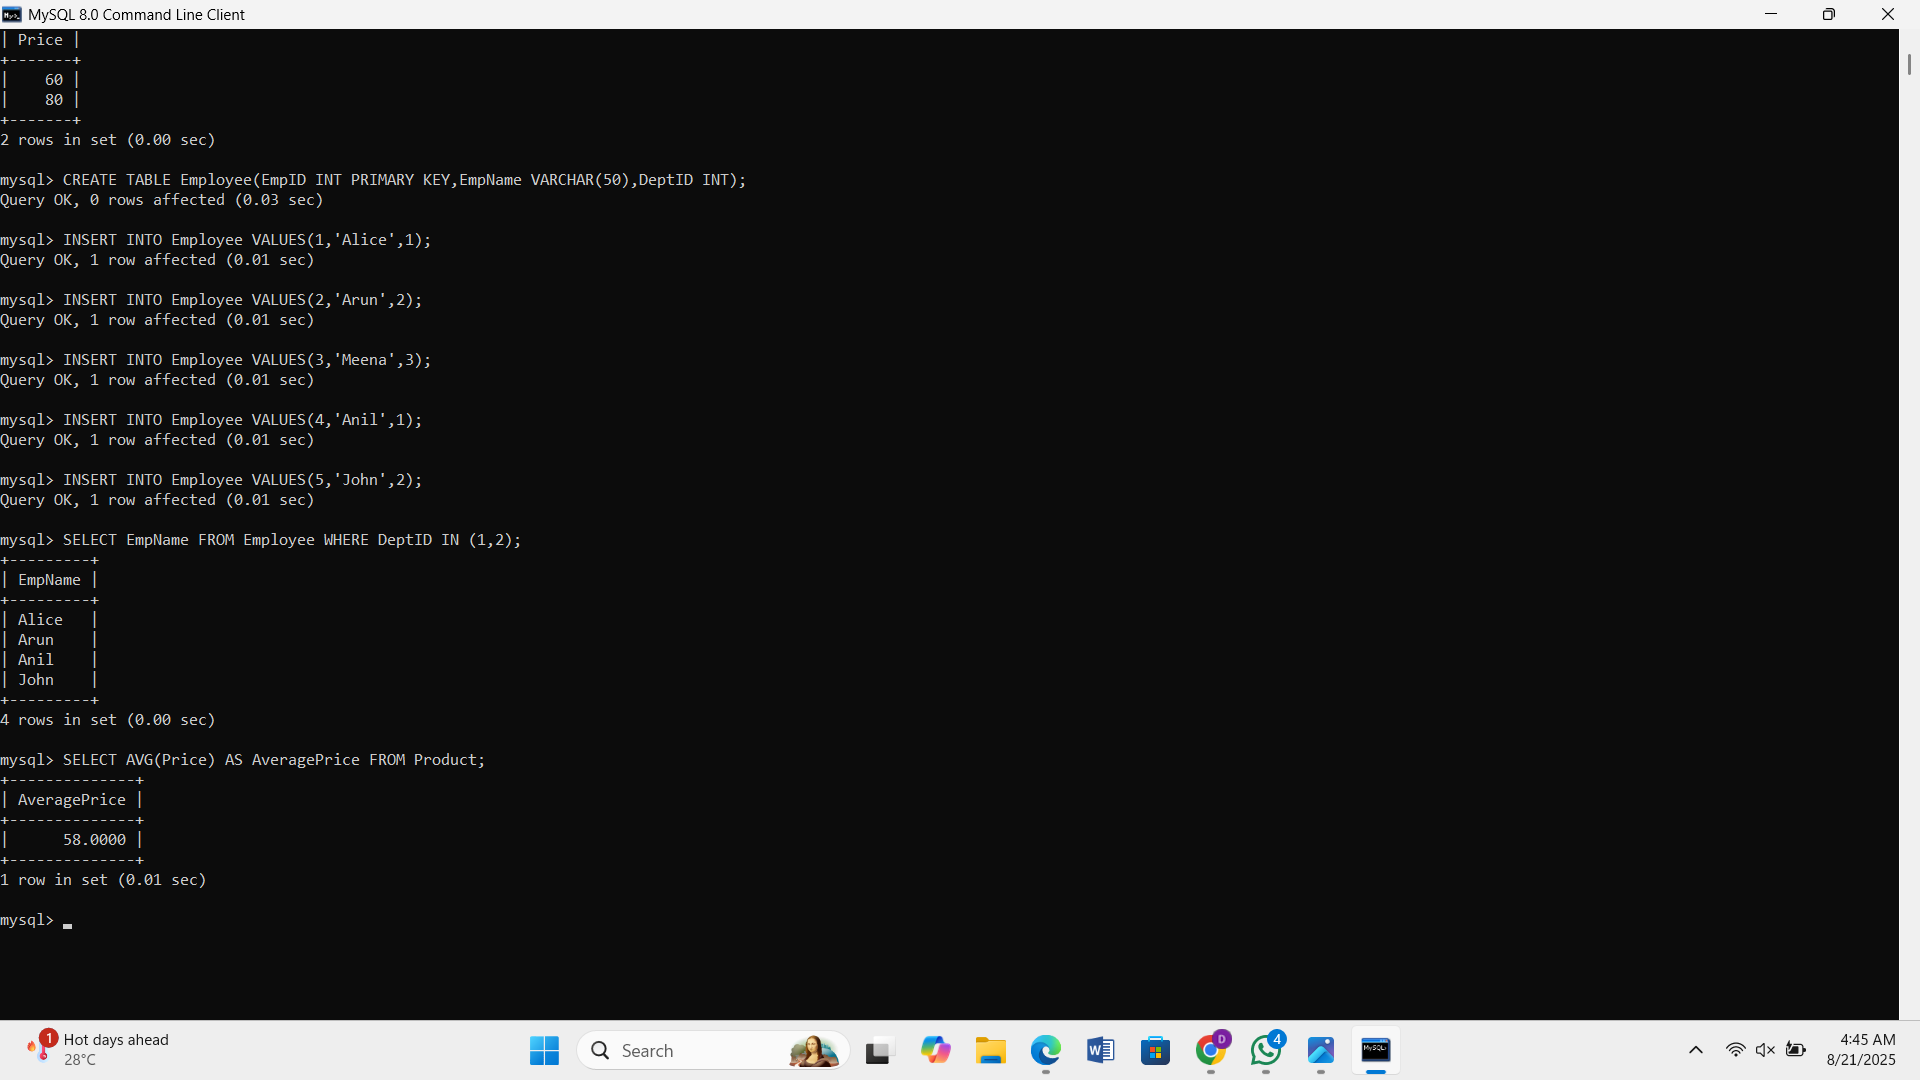 MySQL 8.0 Command Line Client
| Price |
+-------+
|    60 |
|    80 |
+-------+
2 rows in set (0.00 sec)
mysql> CREATE TABLE Employee(EmpID INT PRIMARY KEY,EmpName VARCHAR(50),DeptID INT);
Query OK, 0 rows affected (0.03 sec)
mysql> INSERT INTO Employee VALUES(1,'Alice',1);
Query OK, 1 row affected (0.01 sec)
mysql> INSERT INTO Employee VALUES(2,'Arun',2);
Query OK, 1 row affected (0.01 sec)
mysql> INSERT INTO Employee VALUES(3,'Meena',3);
Query OK, 1 row affected (0.01 sec)
mysql> INSERT INTO Employee VALUES(4,'Anil',1);
Query OK, 1 row affected (0.01 sec)
mysql> INSERT INTO Employee VALUES(5,'John',2);
Query OK, 1 row affected (0.01 sec)
mysql> SELECT EmpName FROM Employee WHERE DeptID IN (1,2);
+---------+
| EmpName |
+---------+
| Alice   |
| Arun    |
| Anil    |
| John    |
+---------+
4 rows in set (0.00 sec)
mysql> SELECT AVG(Price) AS AveragePrice FROM Product;
+--------------+
| AveragePrice |
+--------------+
|      58.0000 |
+--------------+
1 row in set (0.01 sec)
mysql>
1
Hot days ahead
28°C
Search
D
4
4:45 AM
8/21/2025